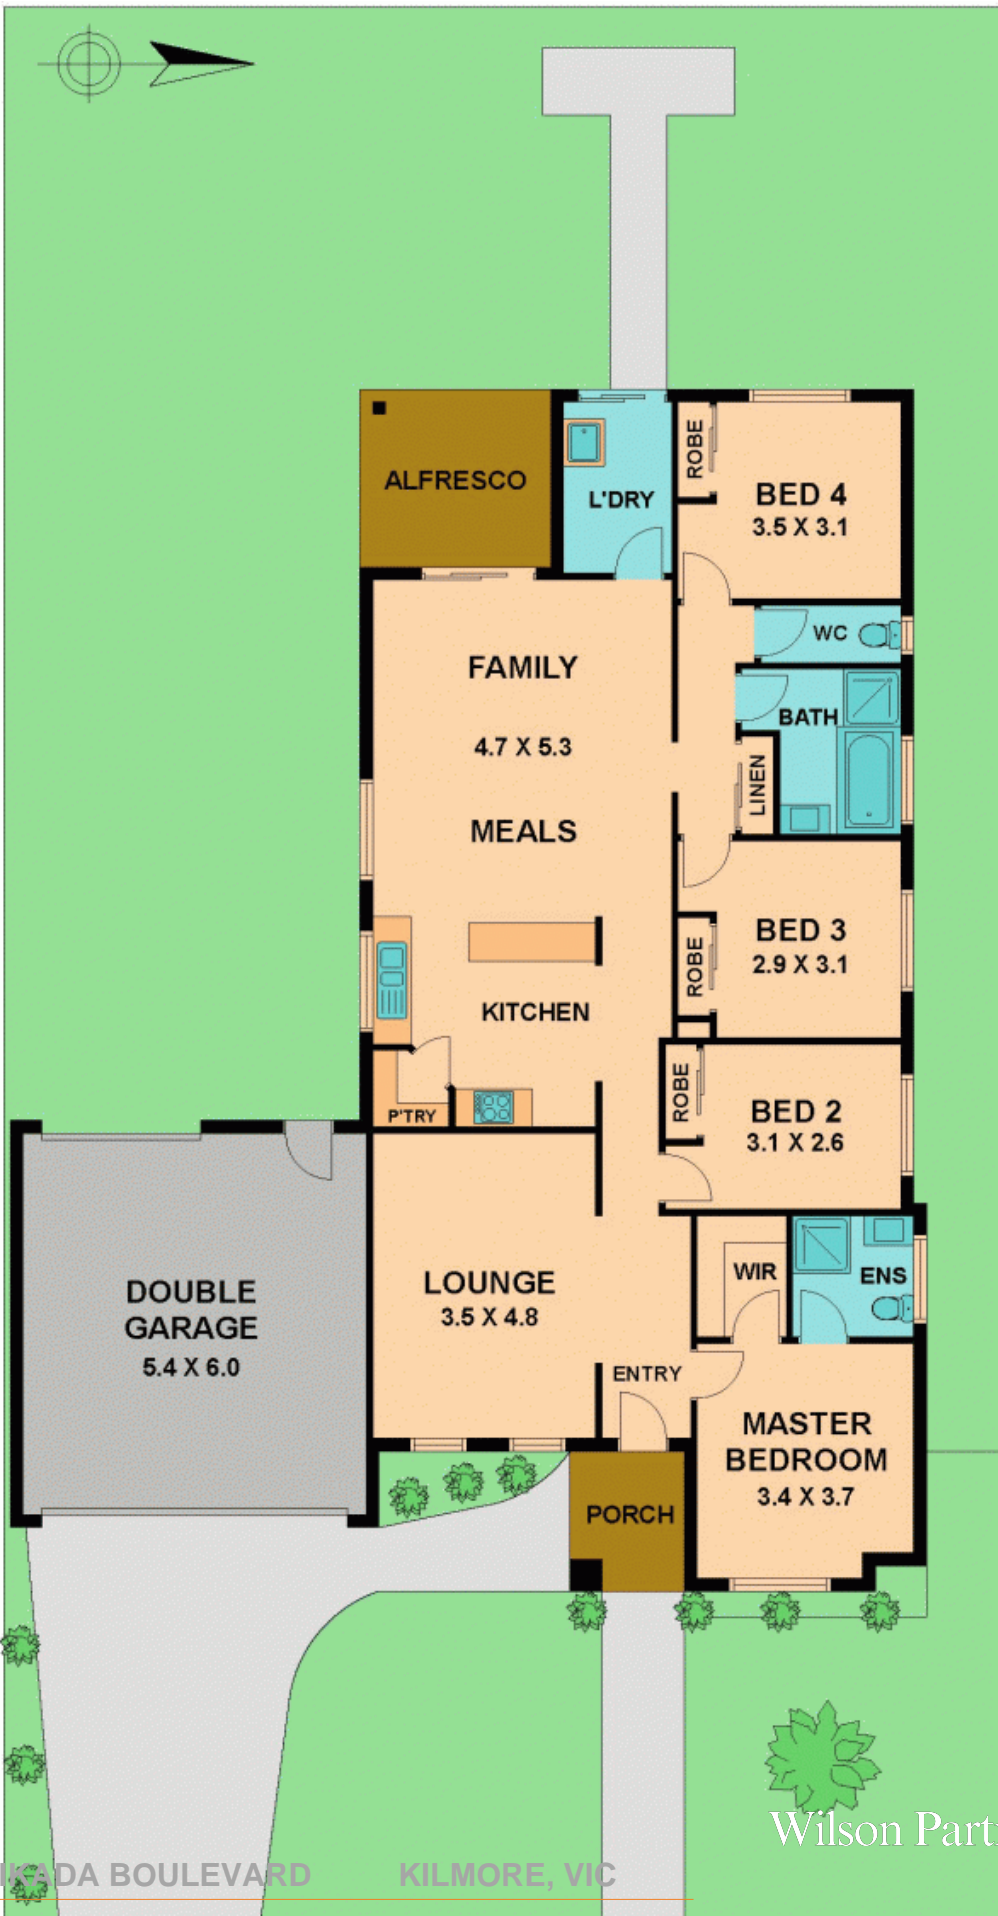 ALFRESCO
L'DRY
ROBE
BED 4
3.5 X 3.1
WC
BATH
LINEN
FAMILY
4.7 X 5.3
MEALS
ROBE
BED 3
2.9 X 3.1
KITCHEN
P'TRY
ROBE
BED 2
3.1 X 2.6
DOUBLE
GARAGE
5.4 X 6.0
LOUNGE
3.5 X 4.8
WIR
ENS
ENTRY
MASTER
BEDROOM
3.4 X 3.7
PORCH
Wilson
BOULEVARD KILMORE, VIC